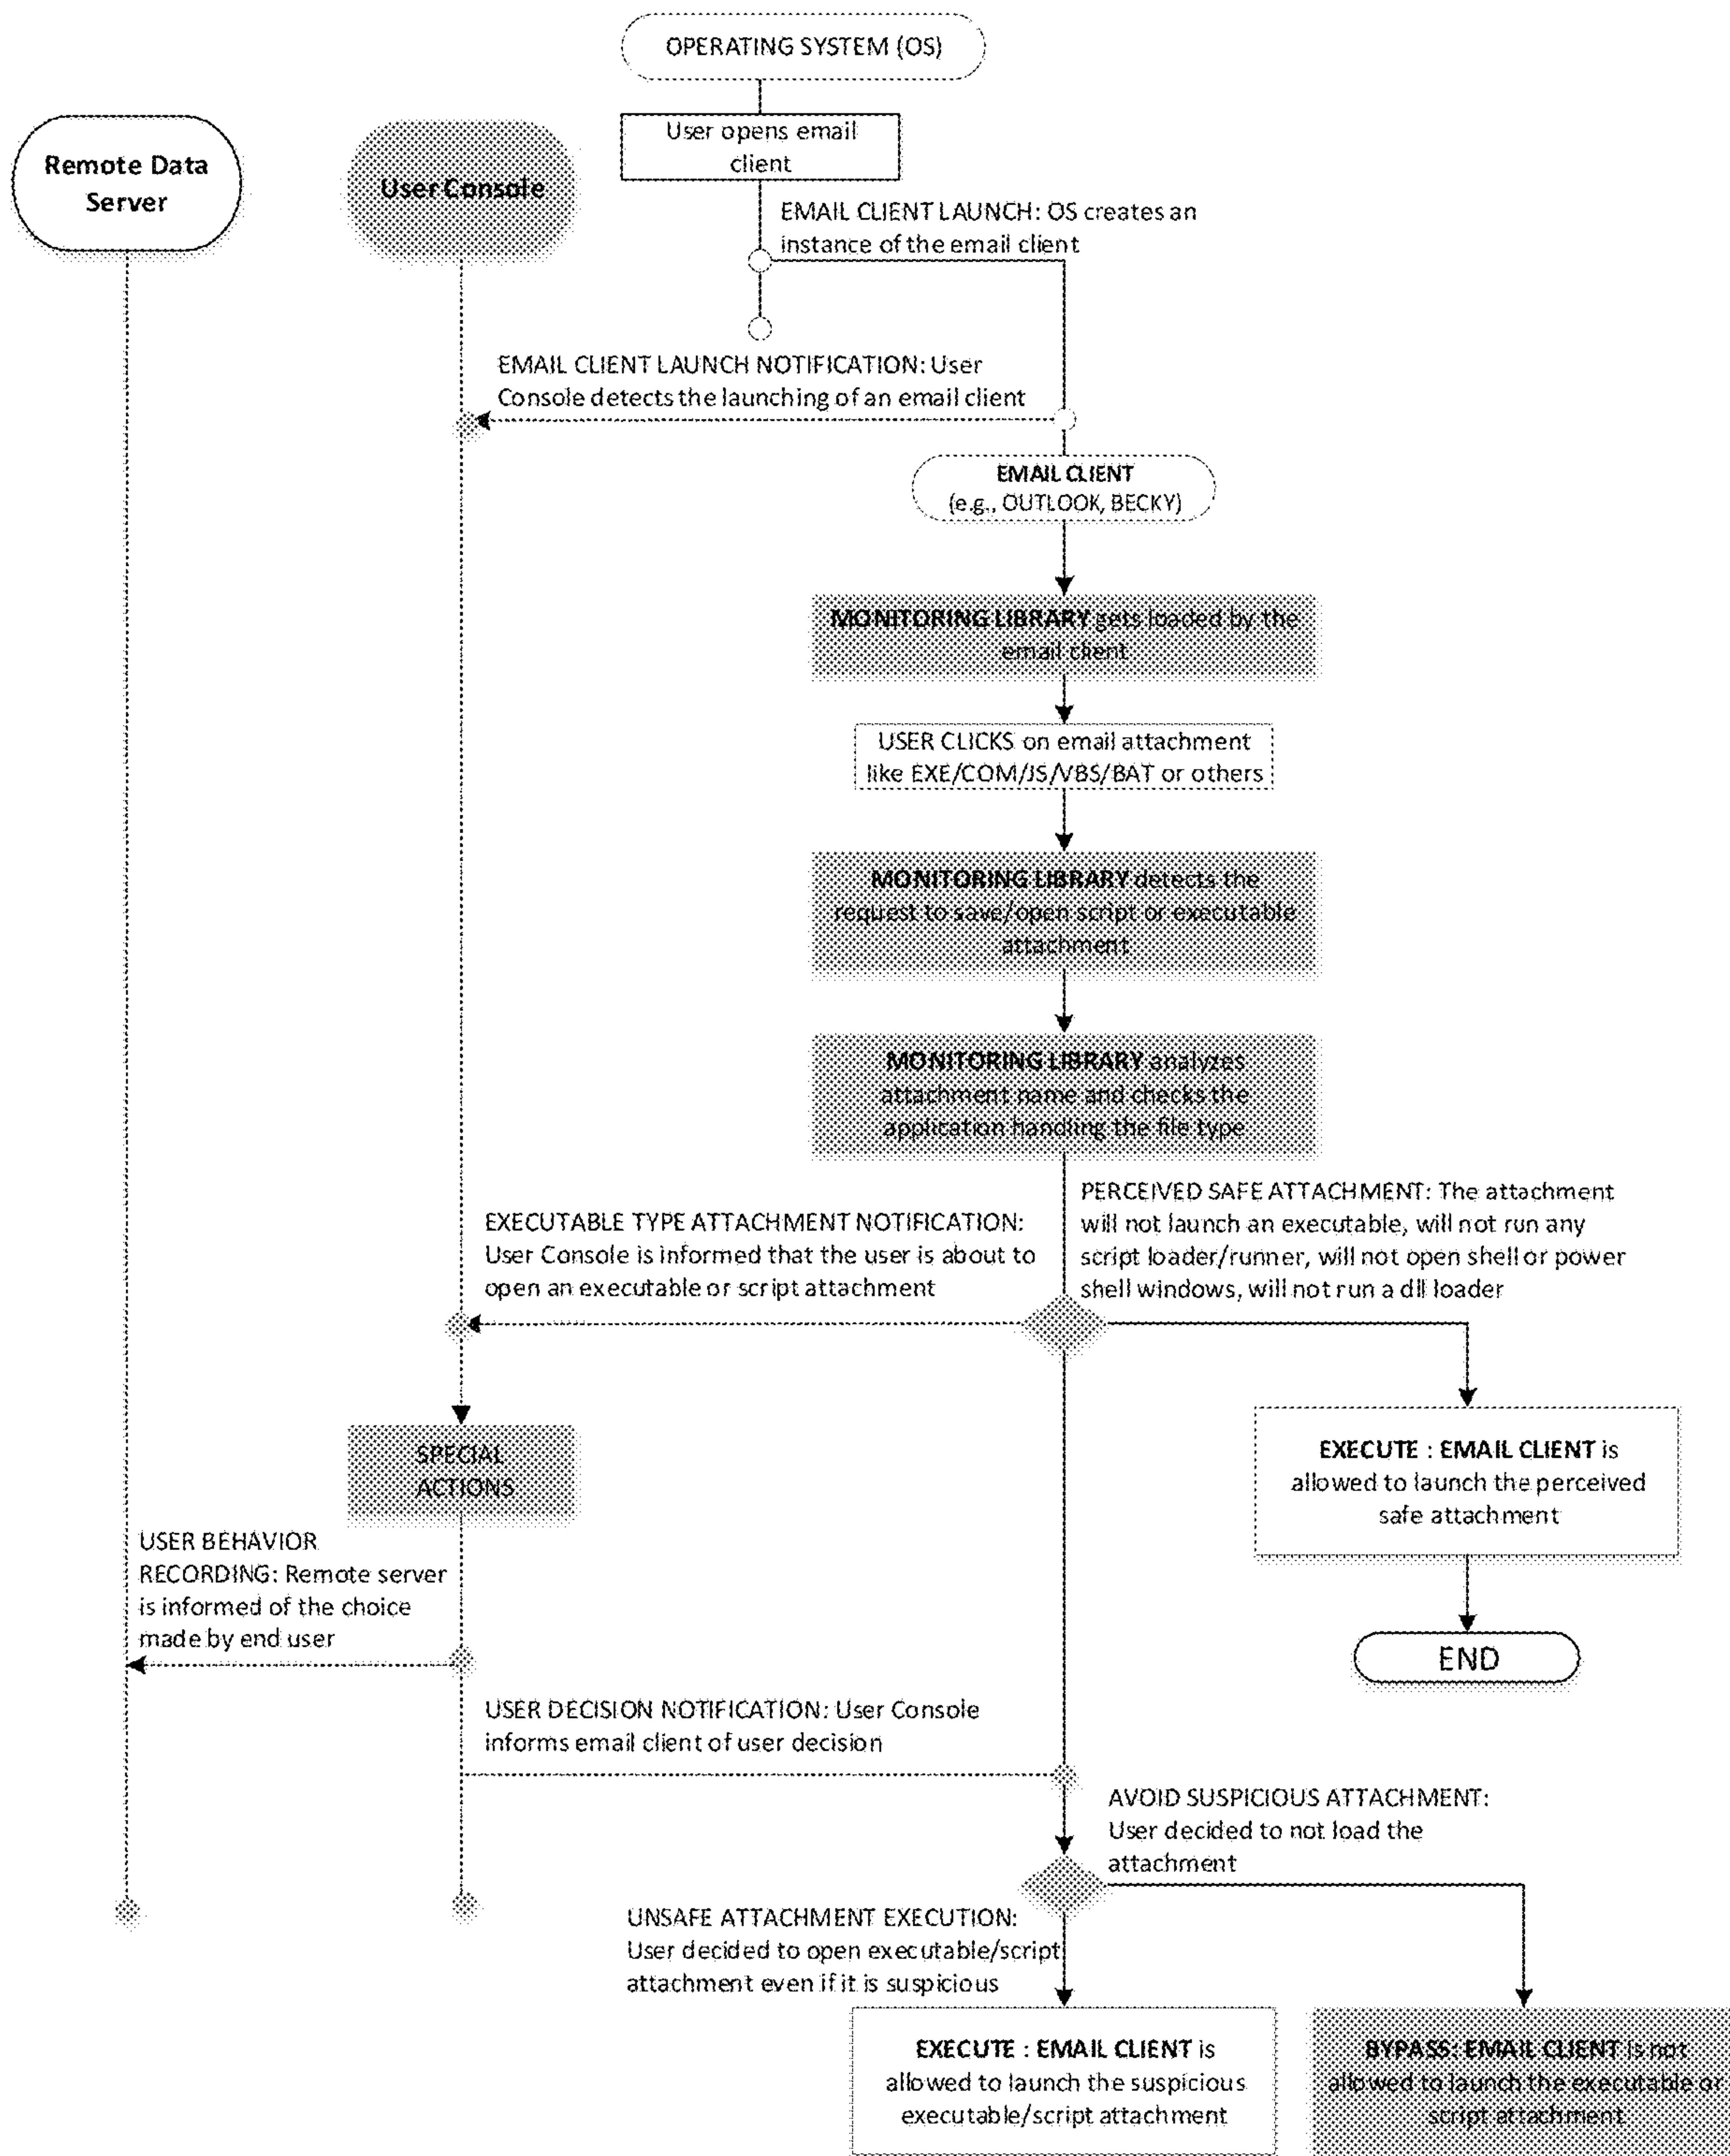 OPERATING SYSTEM (OS)
User opens email
client
Remote Data
Server
User Console
EMAIL CLIENT LAUNCH: OS creates an
instance of the email client
EMAIL CLIENT LAUNCH NOTIFICATION: User
Console detects the launching of an email client
EMAIL CLIENT
(e.g., OUTLOOK, BECKY)
MONITORING LIBRARY gets loaded by the
email client
USER CLICKS on email attachment
like EXE/COM/JS/VBS/BAT or others
MONITORING LIBRARY detects the
request to save/open script or executable
attachment
MONITORING LIBRARY analyzes
attachment name and checks the
application handling the file type
PERCEIVED SAFE ATTACHMENT: The attachment
will not launch an executable, will not run any
script loader/runner, will not open shell or power
shell windows, will not run a dll loader
EXECUTABLE TYPE ATTACHMENT NOTIFICATION:
User Console is informed that the user is about to
open an executable or script attachment
SPECIAL
ACTIONS
EXECUTE : EMAIL CLIENT is
allowed to launch the perceived
safe attachment
END
USER BEHAVIOR
RECORDING: Remote server
is informed of the choice
made by end user
USER DECISION NOTIFICATION: User Console
informs email client of user decision
AVOID SUSPICIOUS ATTACHMENT:
User decided to not load the
attachment
UNSAFE ATTACHMENT EXECUTION:
User decided to open executable/script
attachment even if it is suspicious
EXECUTE : EMAIL CLIENT is
allowed to launch the suspicious
executable/script attachment
BYPASS: EMAIL CLIENT is not
allowed to launch the executable or
script attachment